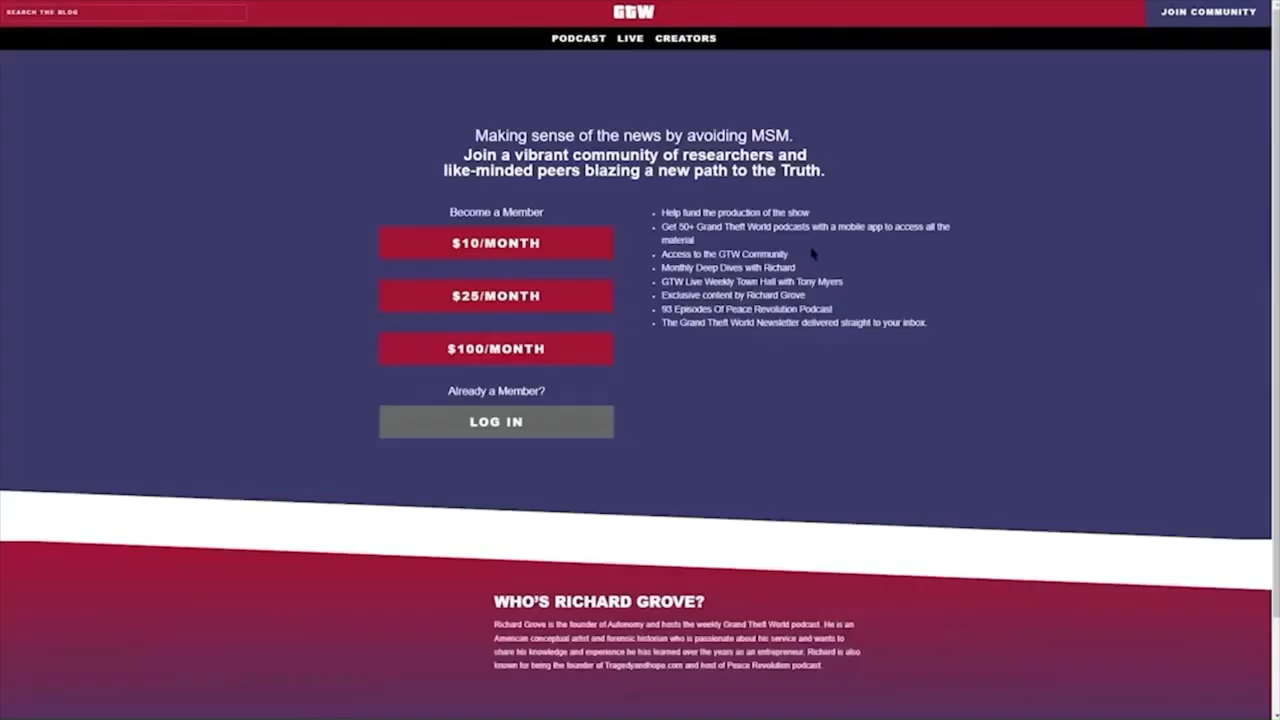 SEARCH THE BLOG
GTW
JOIN COMMUNITY
PODCAST LIVE CREATORS
Making sense of the news by avoiding MSM.
Join a vibrant community of researchers and
like-minded peers blazing a new path to the Truth.
Become a Member
$10/MONTH
$25/MONTH
$100/MONTH
Already a Member?
LOG IN
Help fund the production of the show
Get 50+ Grand Theft World podcasts with a mobile app to access all the
material
Access to the GTW Community
Monthly Deep Dives with Richard
GTW Live Weekly Town Hall with Tony Myers
Exclusive content by Richard Grove
93 Episodes Of Peace Revolution Podcast
The Grand Theft World Newsletter delivered straight to your inbox.
WHO'S RICHARD GROVE?
Richard Grove is the founder of Autonomy and hosts the weekly Grand Theft World podcast. He is an
American conceptual artist and forensic historian who is passionate about his service and wants to
share his knowledge and experience he has learned over the years as an entrepreneur. Richard is also
known for being the founder of Tragedyandhope.com and host of Peace Revolution podcast.